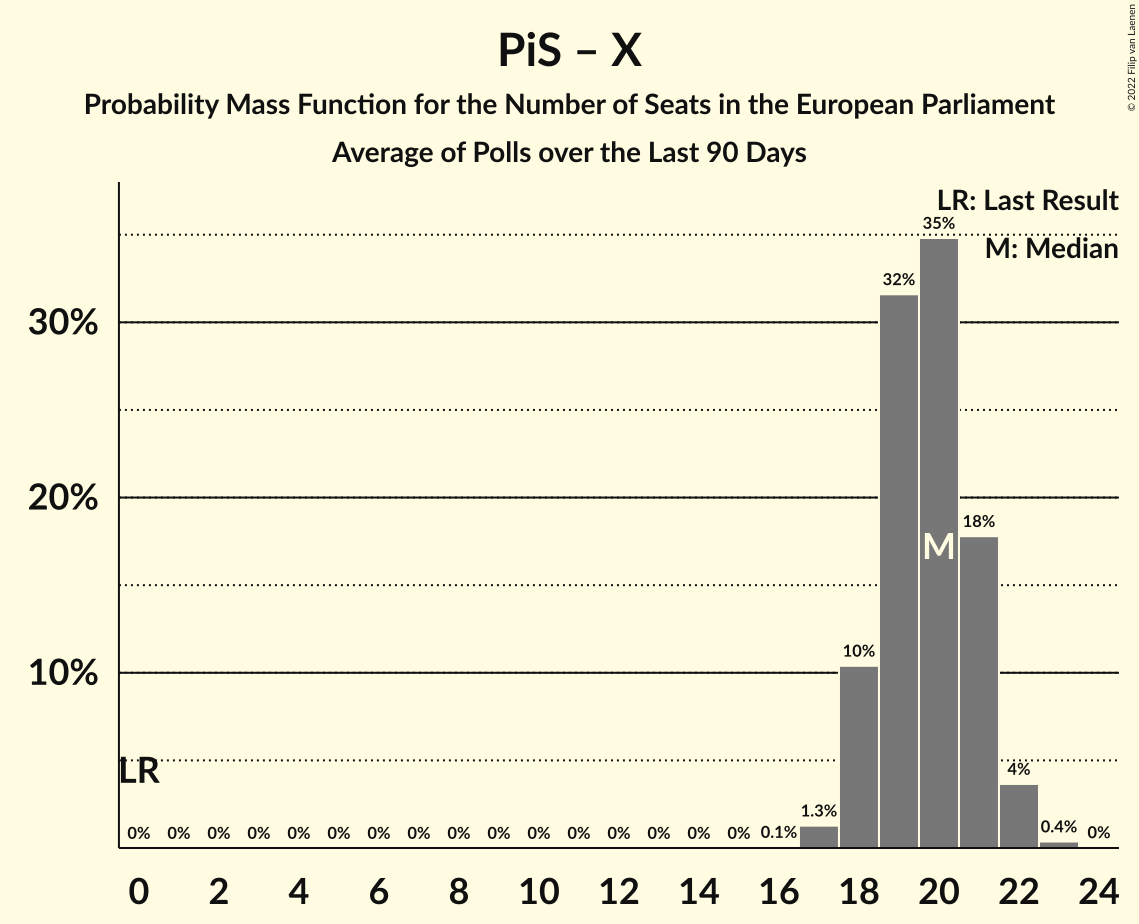 PiS – X
Probability Mass Function for the Number of Seats in the European Parliament
Average of Polls over the Last 90 Days
© 2022 Filip van Laenen
LR: Last Result
M: Median
30%
20%
10%
LR
0% 0% 0% 0% 0% 0% 0% 0% 0% 0% 0% 0% 0% 0% 0% 0% 0.1% 1.3% 10% 32% 35% 18% 4% 0.4% 0%
M
0 2 4 6 8 10 12 14 16 18 20 22 24